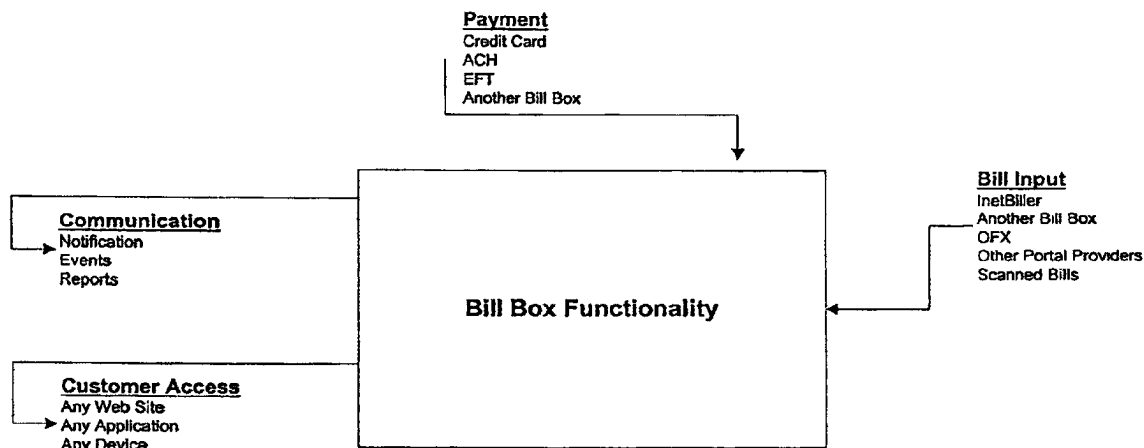 Payment
Credit Card
ACH
EFT
Another Bill Box
Bill Input
InetBiller
Another Bill Box
OFX
Other Portal Providers
Scanned Bills
Communication
Notification
Events
Reports
Bill Box Functionality
Customer Access
Any Web Site
Any Application
Any Device